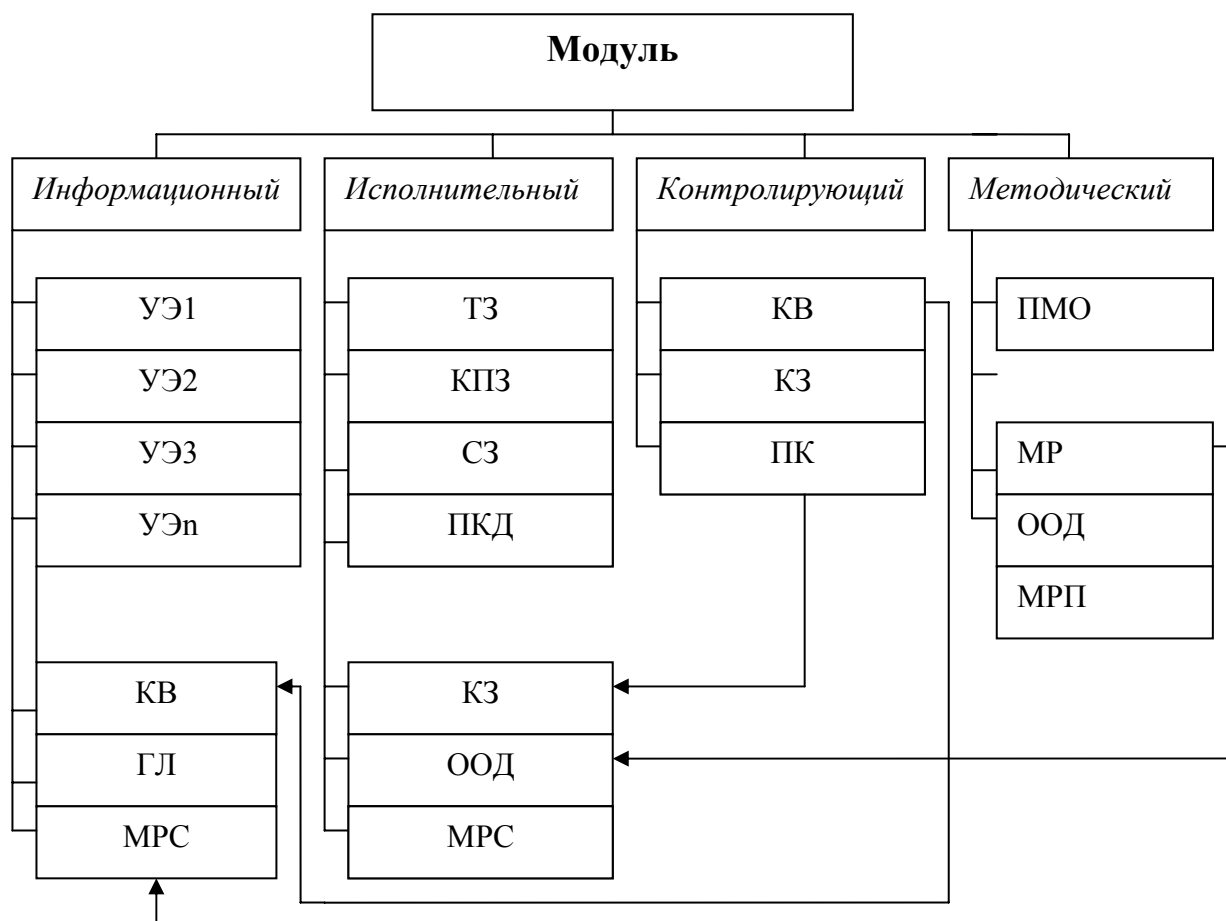 Модуль
Информационный
Исполнительный
Контролирующий
Методический
УЭ1
УЭ2
УЭ3
УЭn
КВ
ГЛ
МРС
ТЗ
КПЗ
СЗ
ПКД
КЗ
ООД
МРС
КВ
КЗ
ПК
ПМО
МР
ООД
МРП